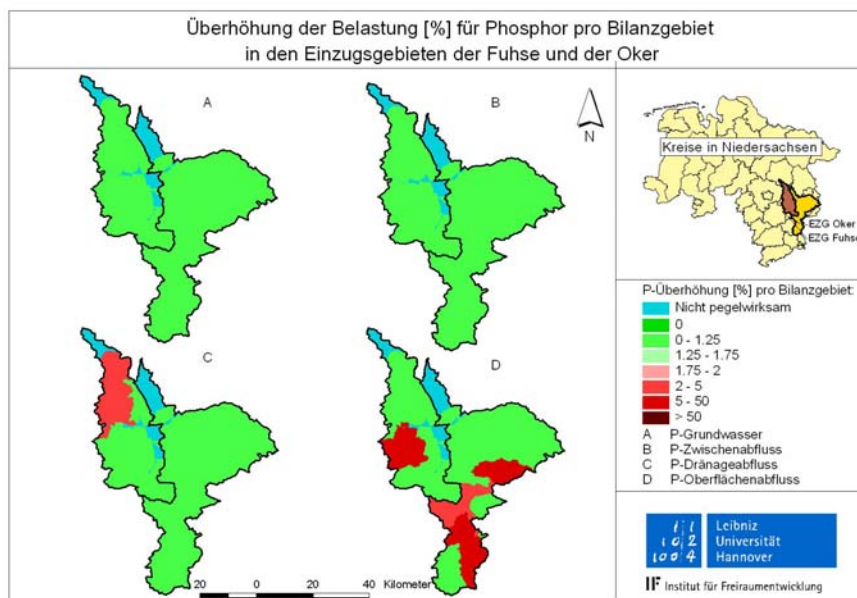 Überhöhung der Belastung [%] für Phosphor pro Bilanzgebiet
in den Einzugsgebieten der Fuhse und der Oker
A
B
N
C
D
20 0 20 40 Kilometer
Kreise in Niedersachsen
EZG Oker
EZG Fuhse
P-Überhöhung [%] pro Bilanzgebiet:
Nicht pegelwirksam
0
0 - 1.25
1.25 - 1.75
1.75 - 2
2 - 5
5 - 50
> 50
A P-Grundwasser
B P-Zwischenabfluss
C P-Dränageabfluss
D P-Oberflächenabfluss
11
102
1004
Leibniz
Universität
Hannover
IF Institut für Freiraumentwicklung